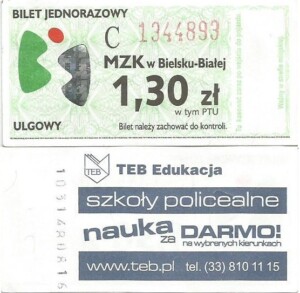 BILET JEDNORAZOWY
C 1344893
MZK w Bielsku-Białej
1,30 zł
w tym PTU
ULGOWY
Bilet należy zachować do kontroli.
TEB
TEB Edukacja
szkoły policealne
nauka za DARMO!
na wybranych kierunkach
www.teb.pl tel. (33) 810 11 15